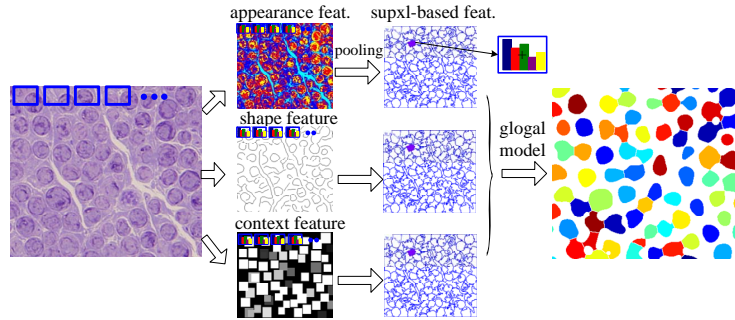 appearance feat.
supxl-based feat.
pooling
shape feature
glogal
model
context feature